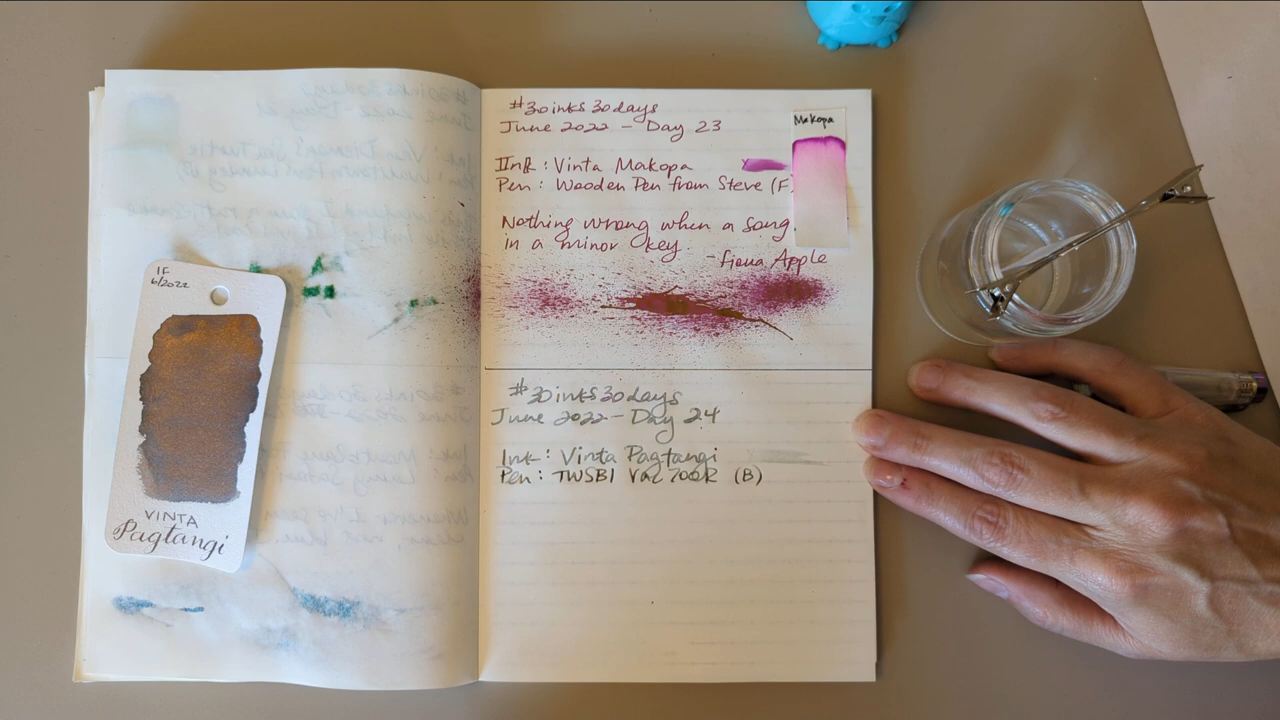 IF
6/2022
VINTA
Pagtangi
#30inks30days
June 2022 - Day 23
Makopa
IInk : Vinta Makopa
Pen : Wooden Pen from Steve (F
Nothing wrong when a song
in a minor key.
- Fiona Apple
#30inks30days
June 2022 - Day 24
Ink : Vinta Pagtangi
Pen : TWSBI Vac 700R (B)